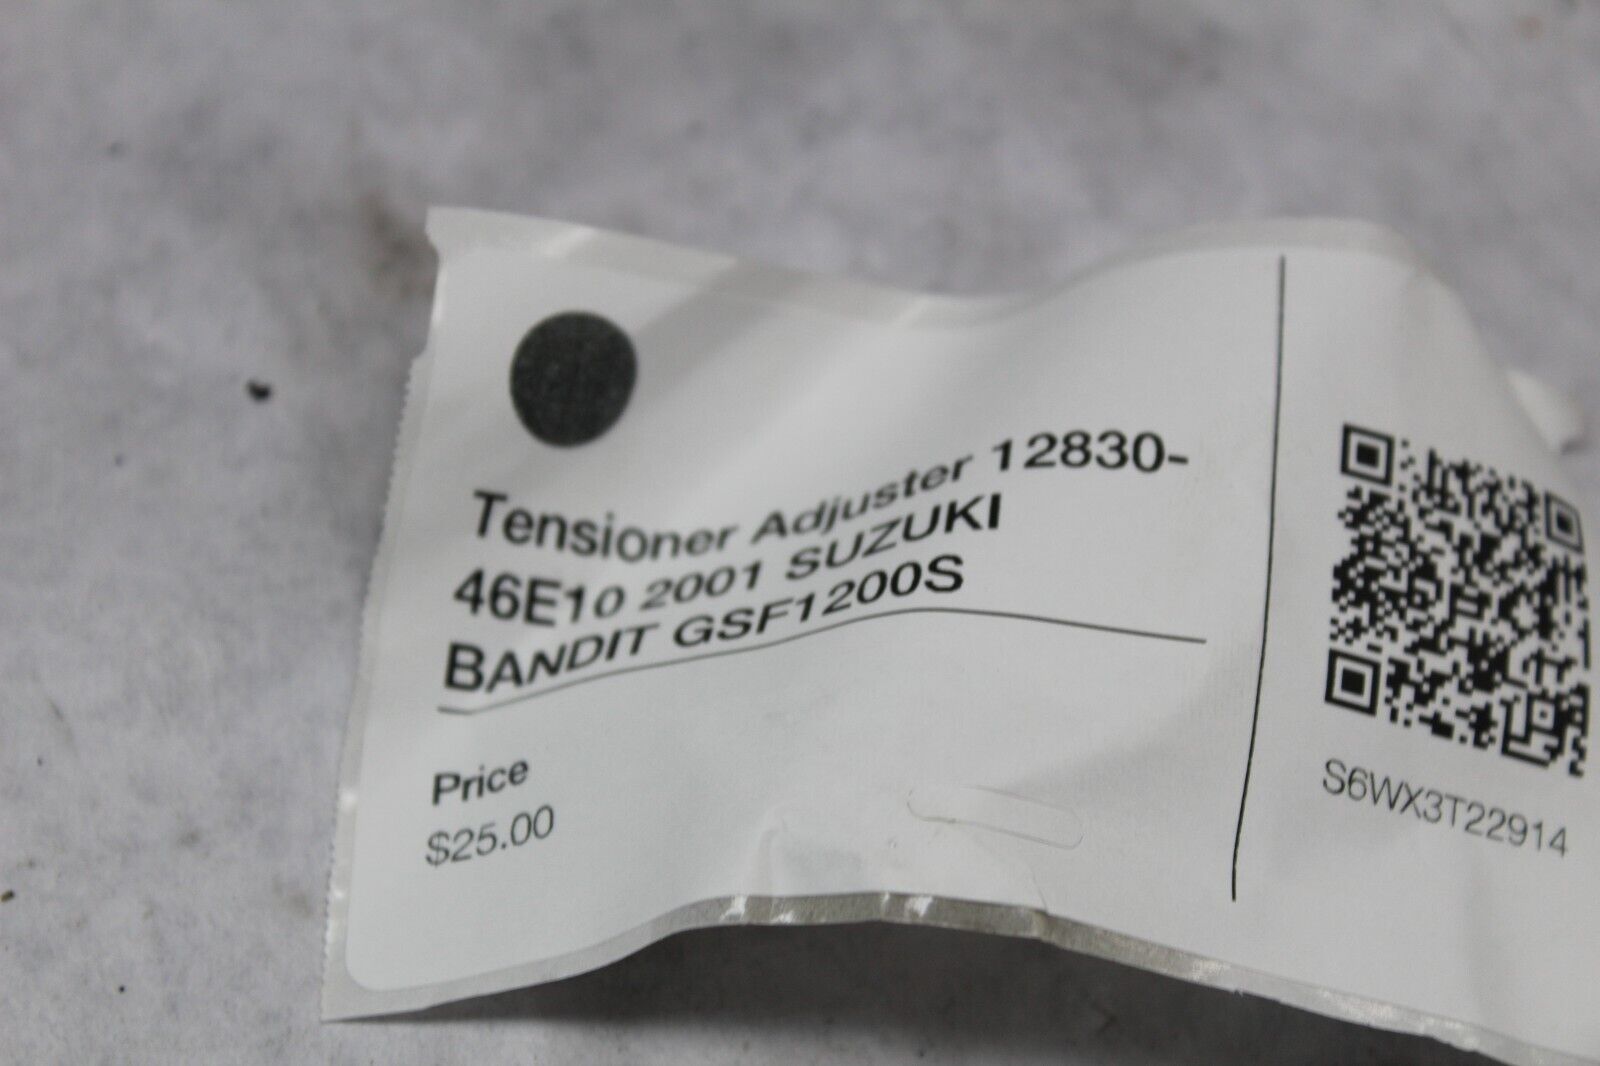 Tensioner Adjuster 12830-
46E10 2001 SUZUKI
BANDIT GSF1200S
Price
$25.00
S6WX3T22914